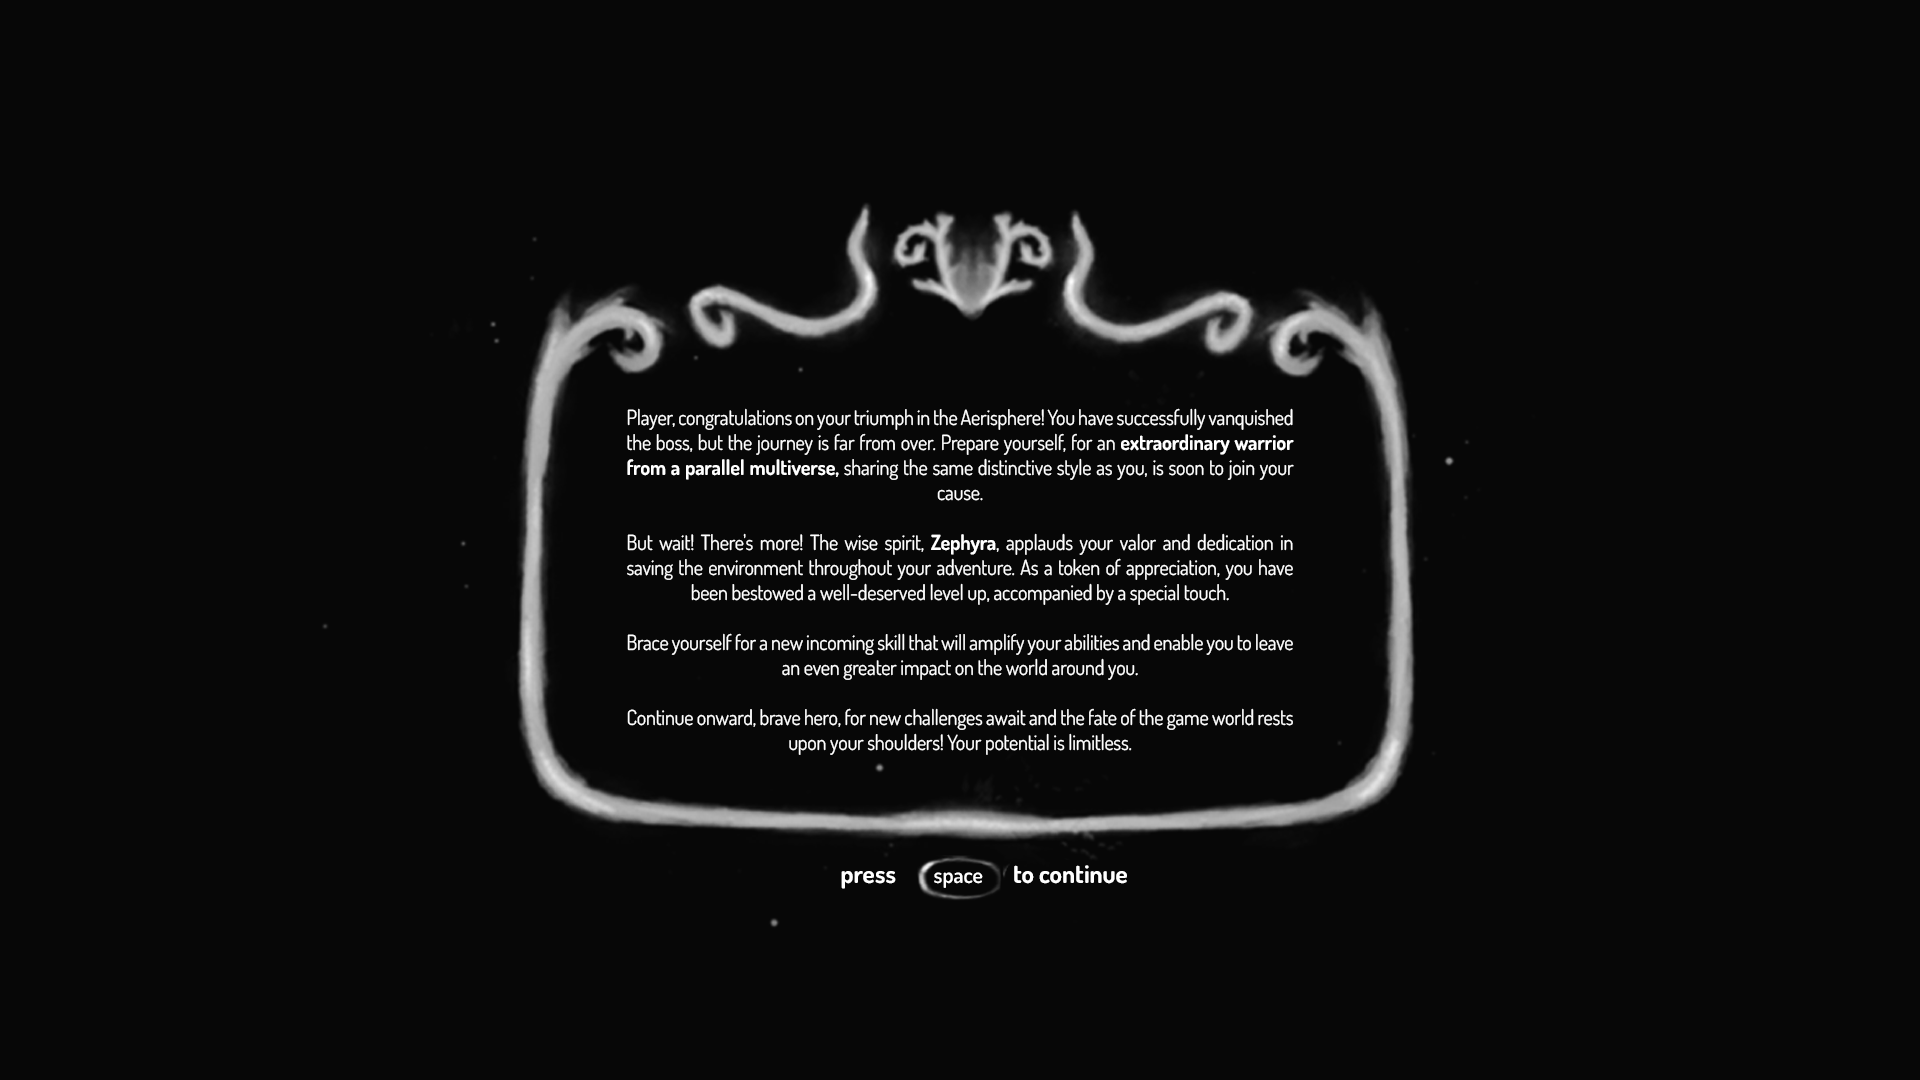 Player, congratulations on your triumph in the Aerisphere! You have successfully vanquished
the boss, but the journey is far from over. Prepare yourself, for an extraordinary warrior
from a parallel multiverse, sharing the same distinctive style as you, is soon to join your
cause.
But wait! There's more! The wise spirit, Zephyra, applauds your valor and dedication in
saving the environment throughout your adventure. As a token of appreciation, you have
been bestowed a well-deserved level up, accompanied by a special touch.
Brace yourself for a new incoming skill that will amplify your abilities and enable you to leave
an even greater impact on the world around you.
Continue onward, brave hero, for new challenges await and the fate of the game world rests
upon your shoulders! Your potential is limitless.
press space to continue